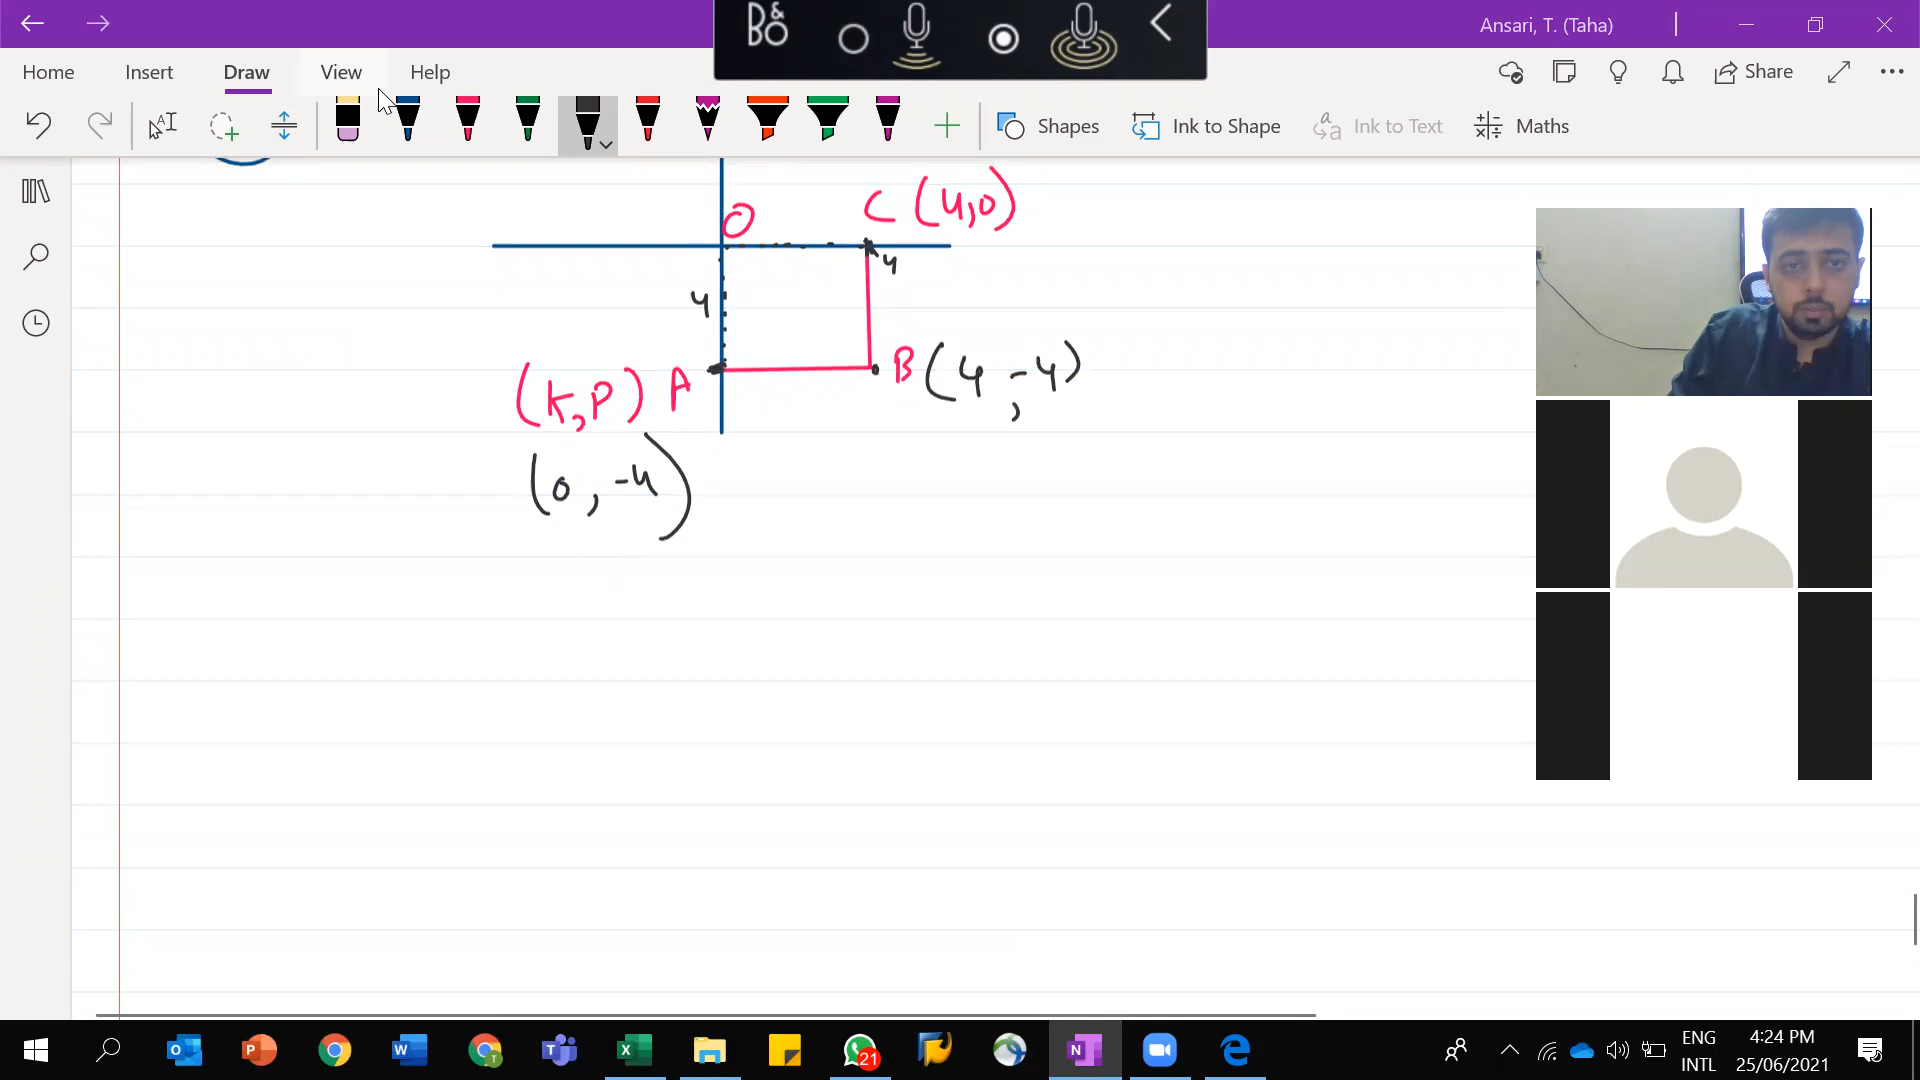 B&O
Ansari, T. (Taha)
Home Insert Draw View Help
Share
Shapes Ink to Shape Ink to Text Maths
O C (4,0)
4
4
(K,P) A B (4 , -4)
(0 , -4)
21
ENG
INTL
4:24 PM
25/06/2021